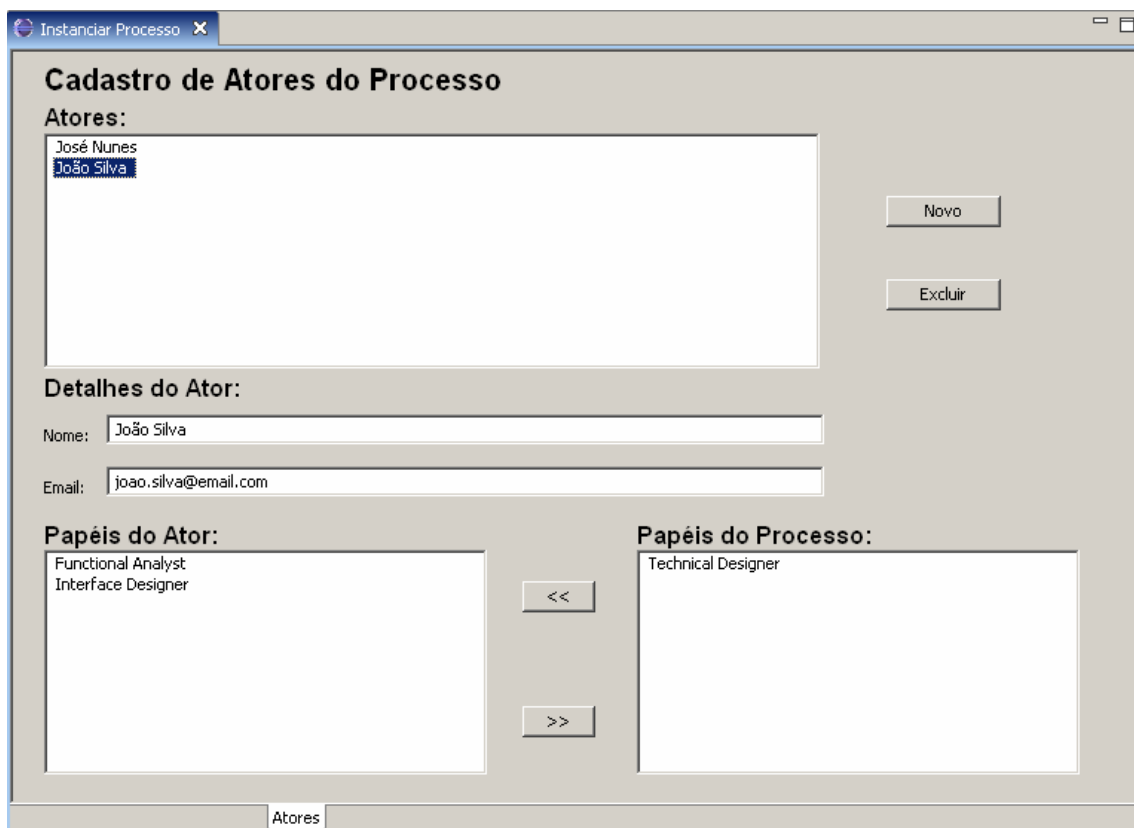 Instanciar Processo
Cadastro de Atores do Processo
Atores:
José Nunes
João Silva
Novo
Excluir
Detalhes do Ator:
Nome: João Silva
Email: joao.silva@email.com
Papéis do Ator:
Functional Analyst
Interface Designer
<<
>>
Papéis do Processo:
Technical Designer
Atores